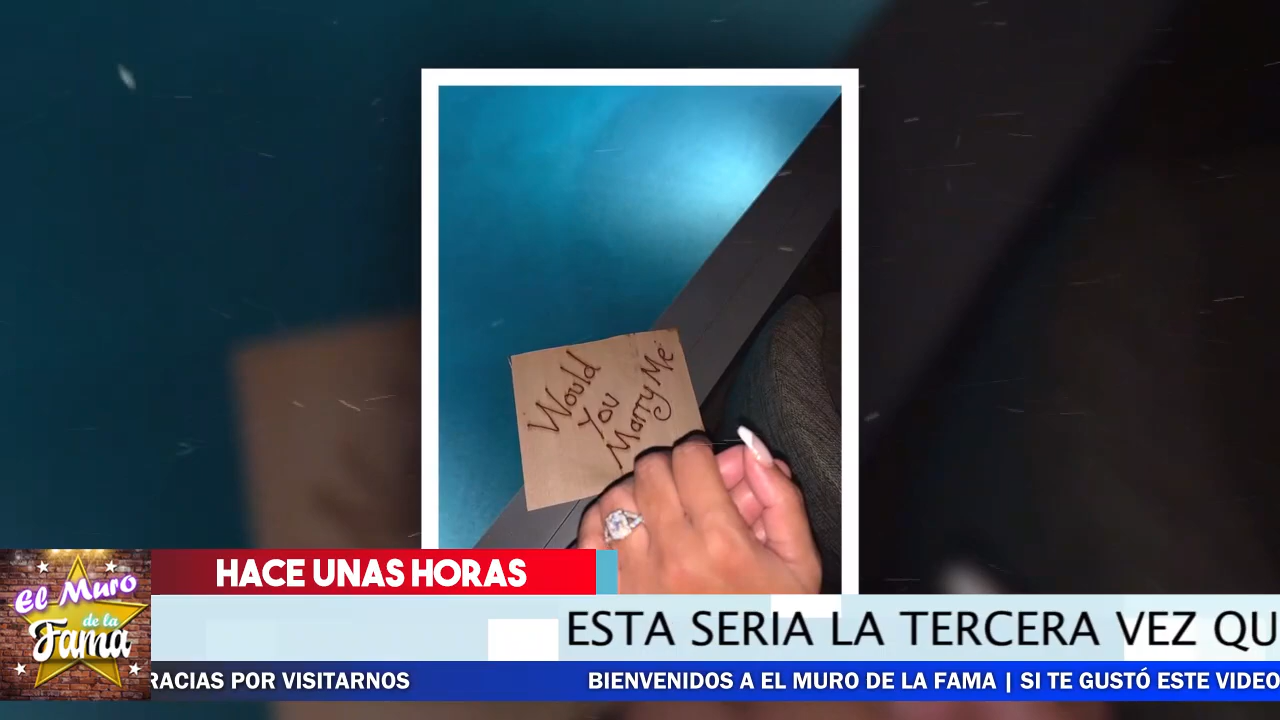 Would
You
Marry Me
HACE UNAS HORAS
El Muro
de la
Fama
ESTA SERIA LA TERCERA VEZ QU
RACIAS POR VISITARNOS BIENVENIDOS A EL MURO DE LA FAMA | SI TE GUSTÓ ESTE VIDEO